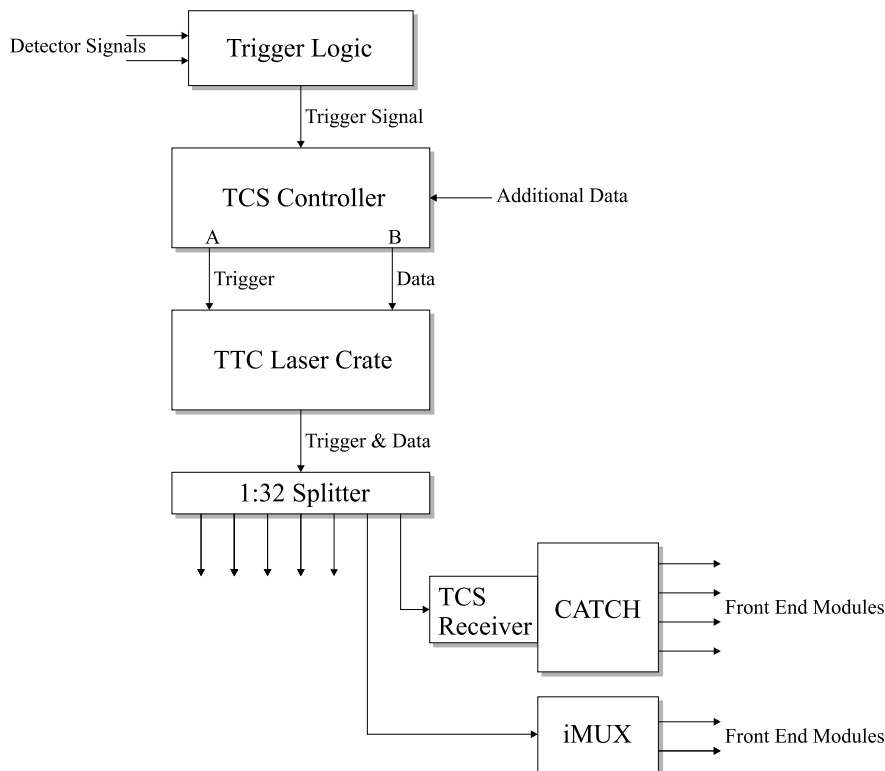 Detector Signals
Trigger Logic
Trigger Signal
TCS Controller
Additional Data
A
B
Trigger
Data
TTC Laser Crate
Trigger & Data
1:32 Splitter
TCS
Receiver
CATCH
Front End Modules
iMUX
Front End Modules